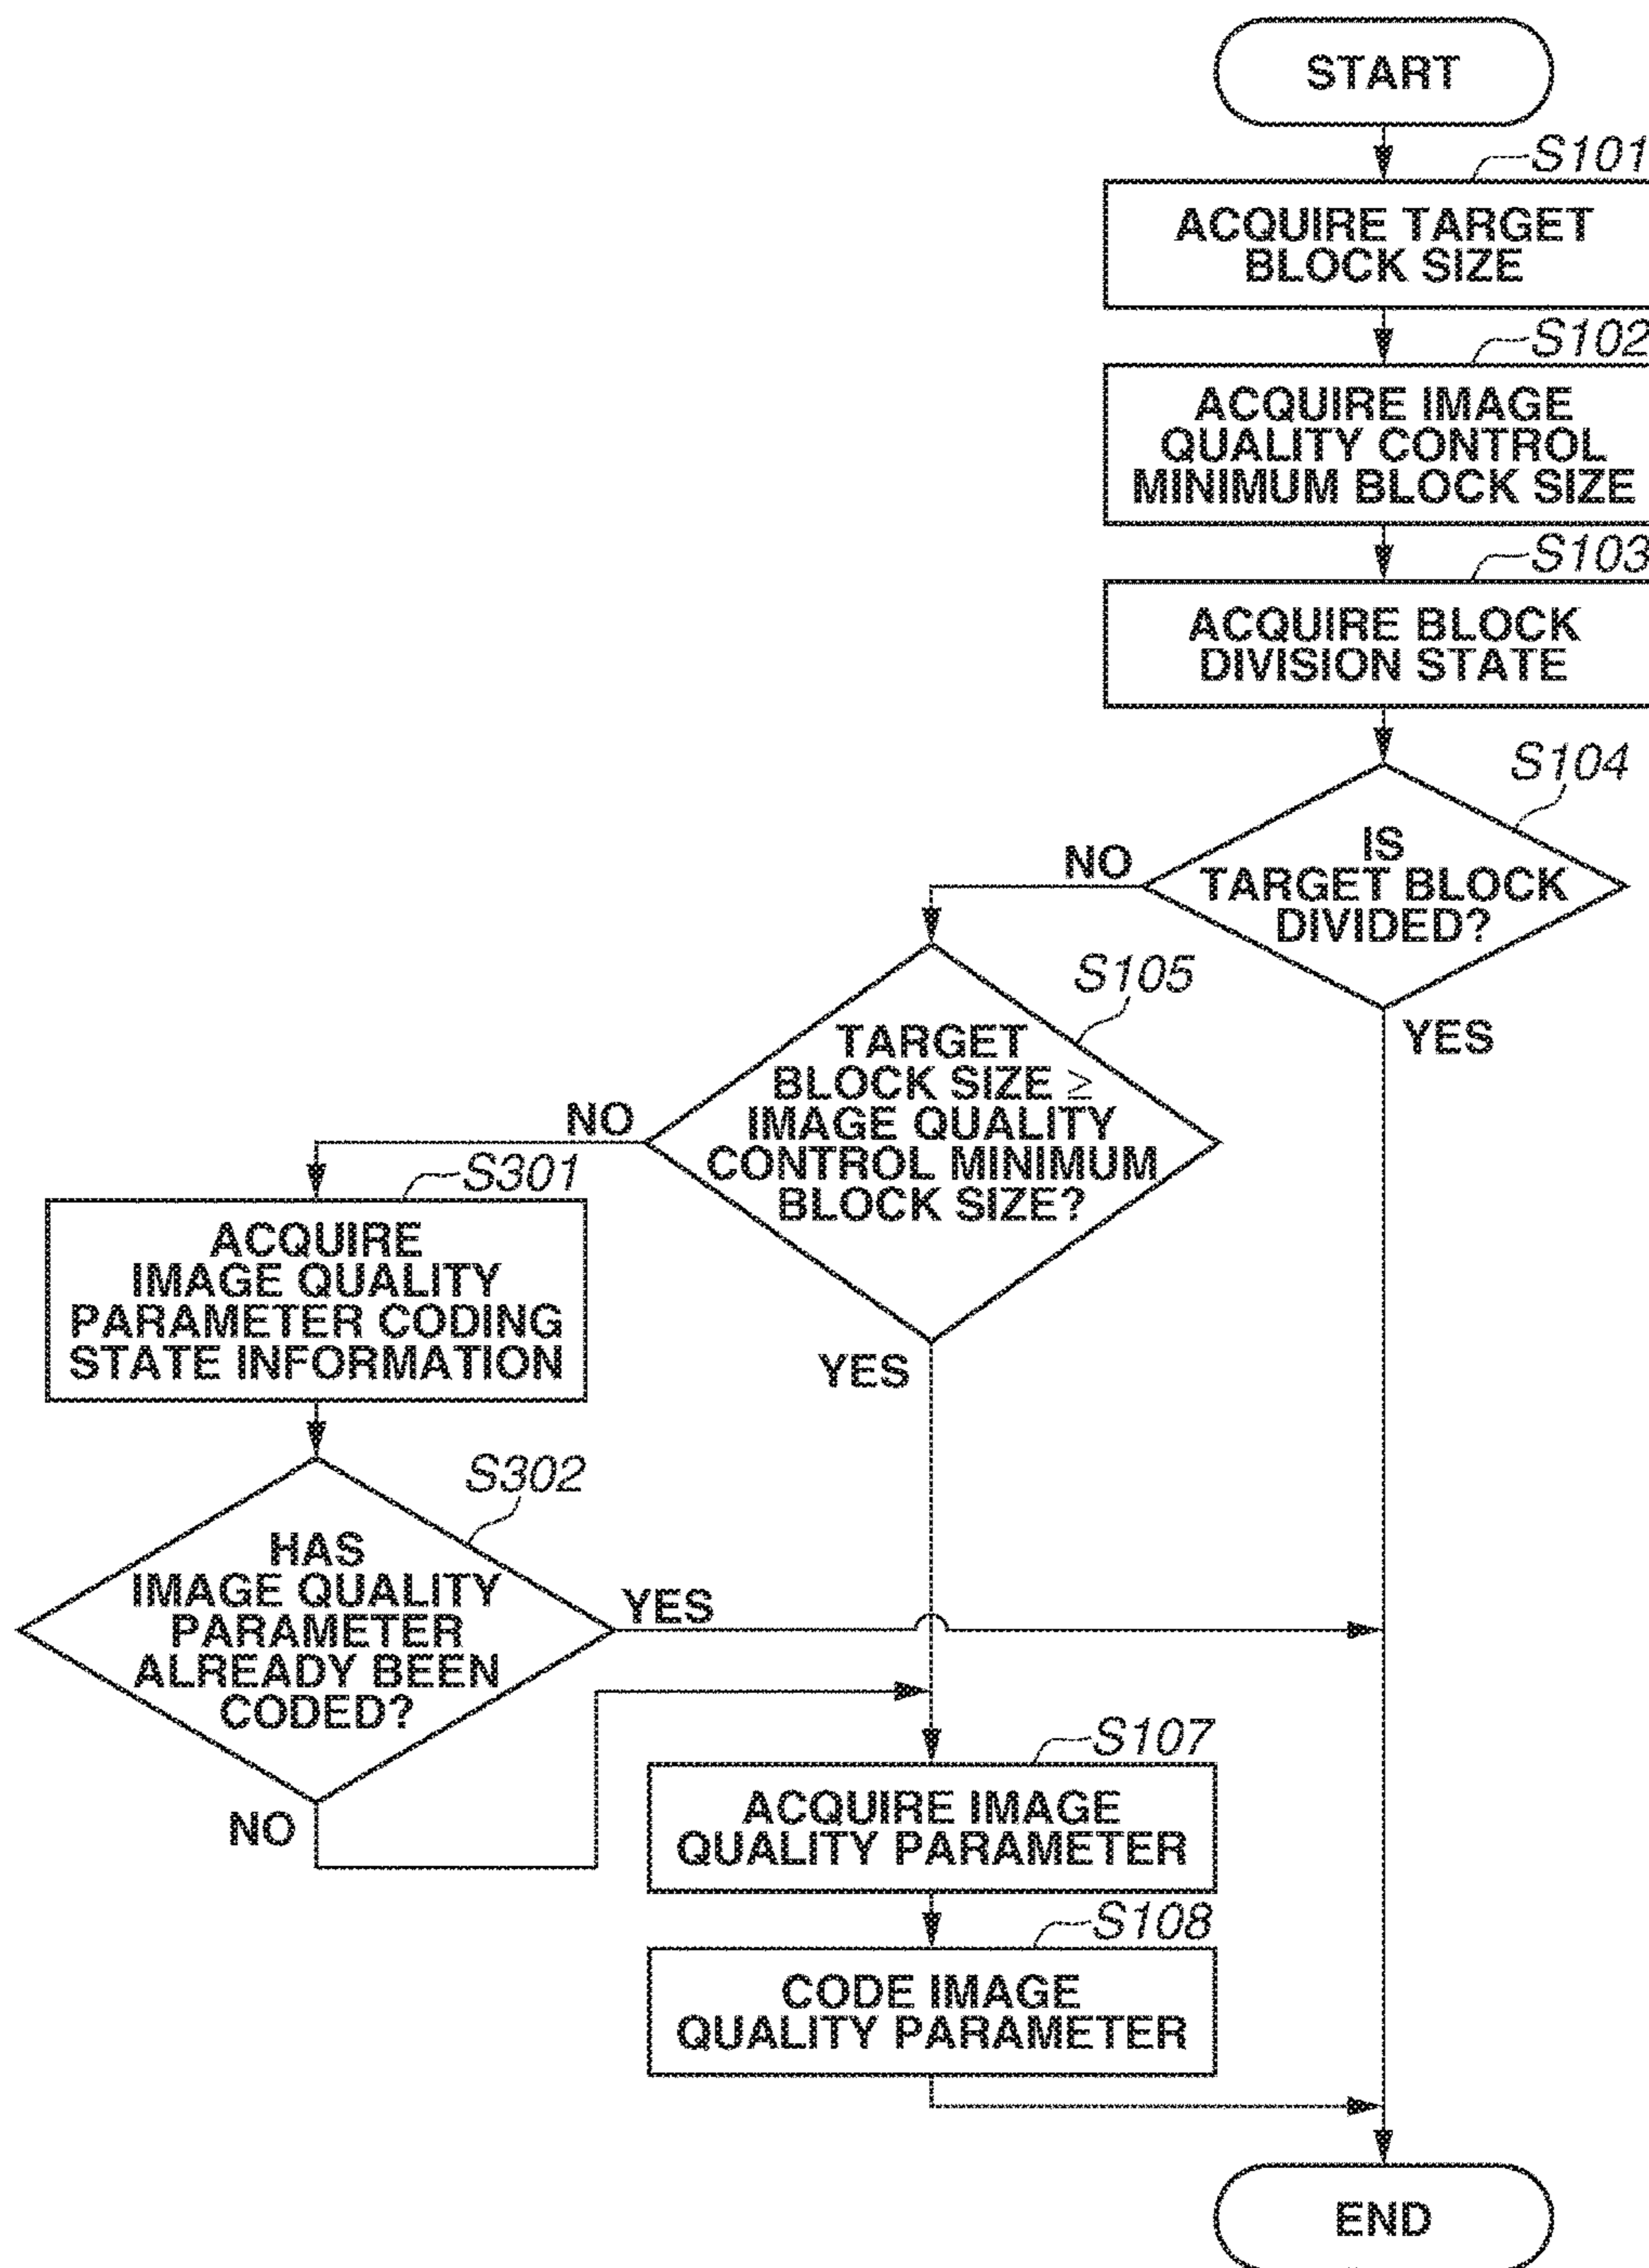 START
S101
ACQUIRE TARGET
BLOCK SIZE
S102
ACQUIRE IMAGE
QUALITY CONTROL
MINIMUM BLOCK SIZE
S103
ACQUIRE BLOCK
DIVISION STATE
S104
IS
TARGET BLOCK
DIVIDED?
NO
YES
S105
TARGET
BLOCK SIZE ≥
IMAGE QUALITY
CONTROL MINIMUM
BLOCK SIZE?
NO
YES
S301
ACQUIRE
IMAGE QUALITY
PARAMETER CODING
STATE INFORMATION
S302
HAS
IMAGE QUALITY
PARAMETER
ALREADY BEEN
CODED?
YES
NO
S107
ACQUIRE IMAGE
QUALITY PARAMETER
S108
CODE IMAGE
QUALITY PARAMETER
END